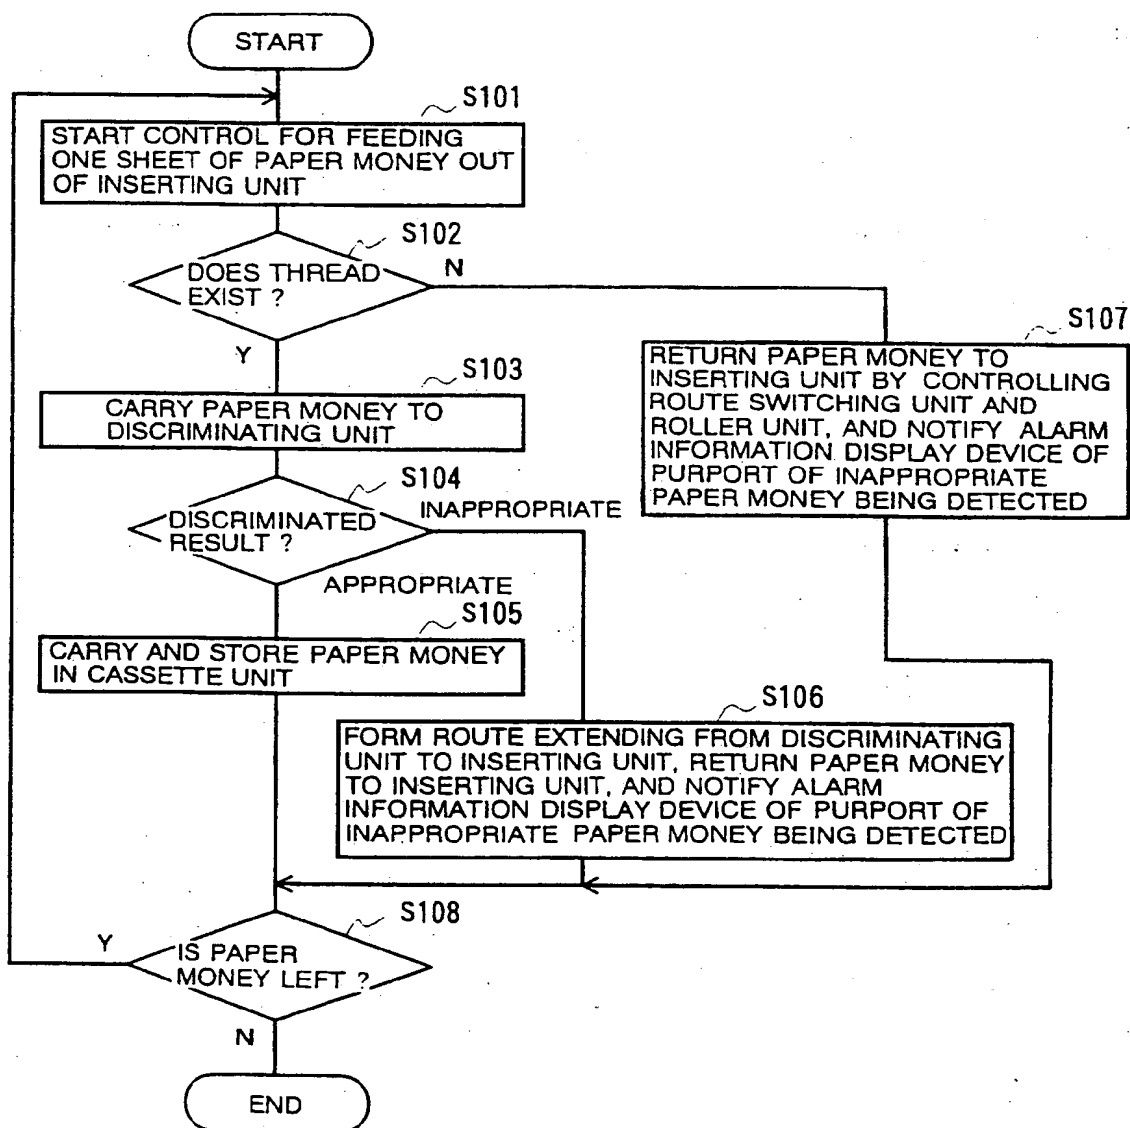 START
S101
START CONTROL FOR FEEDING
ONE SHEET OF PAPER MONEY OUT
OF INSERTING UNIT
S102
DOES THREAD
EXIST ?
N
Y
S107
RETURN PAPER MONEY TO
INSERTING UNIT BY CONTROLLING
ROUTE SWITCHING UNIT AND
ROLLER UNIT, AND NOTIFY ALARM
INFORMATION DISPLAY DEVICE OF
PURPORT OF INAPPROPRIATE
PAPER MONEY BEING DETECTED
S103
CARRY PAPER MONEY TO
DISCRIMINATING UNIT
S104
DISCRIMINATED
RESULT ?
INAPPROPRIATE
APPROPRIATE
S105
CARRY AND STORE PAPER MONEY
IN CASSETTE UNIT
S106
FORM ROUTE EXTENDING FROM DISCRIMINATING
UNIT TO INSERTING UNIT, RETURN PAPER MONEY
TO INSERTING UNIT, AND NOTIFY ALARM
INFORMATION DISPLAY DEVICE OF PURPORT OF
INAPPROPRIATE PAPER MONEY BEING DETECTED
S108
Y
IS PAPER
MONEY LEFT ?
N
END